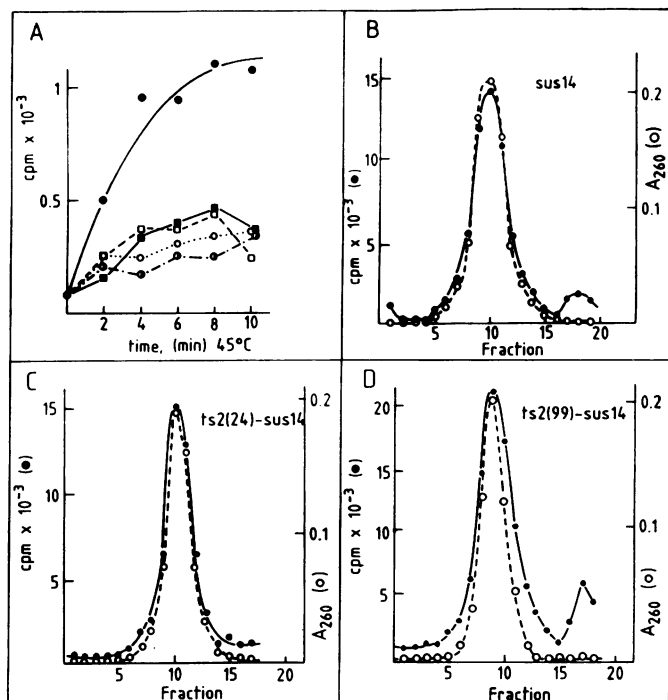 A
1
0.5
cpm x 10⁻³
2 4 6 8 10
time, (min) 45°C
B
sus14
15
10
5
cpm x 10⁻³ (●)
0.2
0.1
A₂₆₀ (o)
5 10 15 20
Fraction
C
ts2(24)-sus14
15
10
5
cpm x 10⁻³ (●)
0.2
0.1
A₂₆₀ (o)
5 10 20
Fraction
D
ts2(99)-sus14
20
15
10
5
cpm x 10⁻³ (●)
0.2
0.1
A₂₆₀ (o)
5 10 20
Fraction